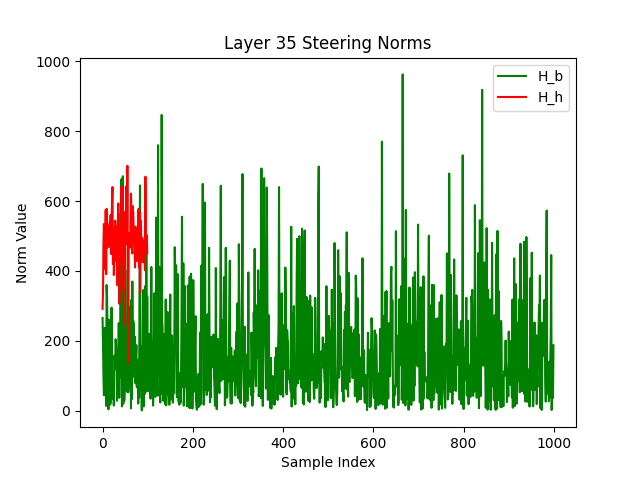 Layer 35 Steering Norms
H_b
H_h
Norm Value
1000
800
600
400
200
0
0 200 400 600 800 1000
Sample Index